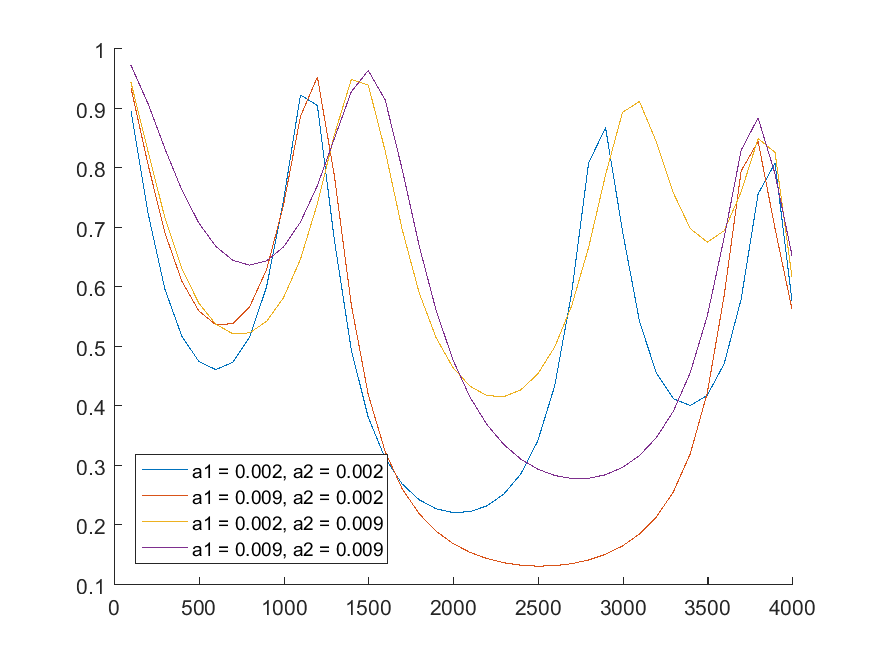 1
0.9
0.8
0.7
0.6
0.5
0.4
0.3
0.2
0.1
a1 = 0.002, a2 = 0.002
a1 = 0.009, a2 = 0.002
a1 = 0.002, a2 = 0.009
a1 = 0.009, a2 = 0.009
0 500 1000 1500 2000 2500 3000 3500 4000